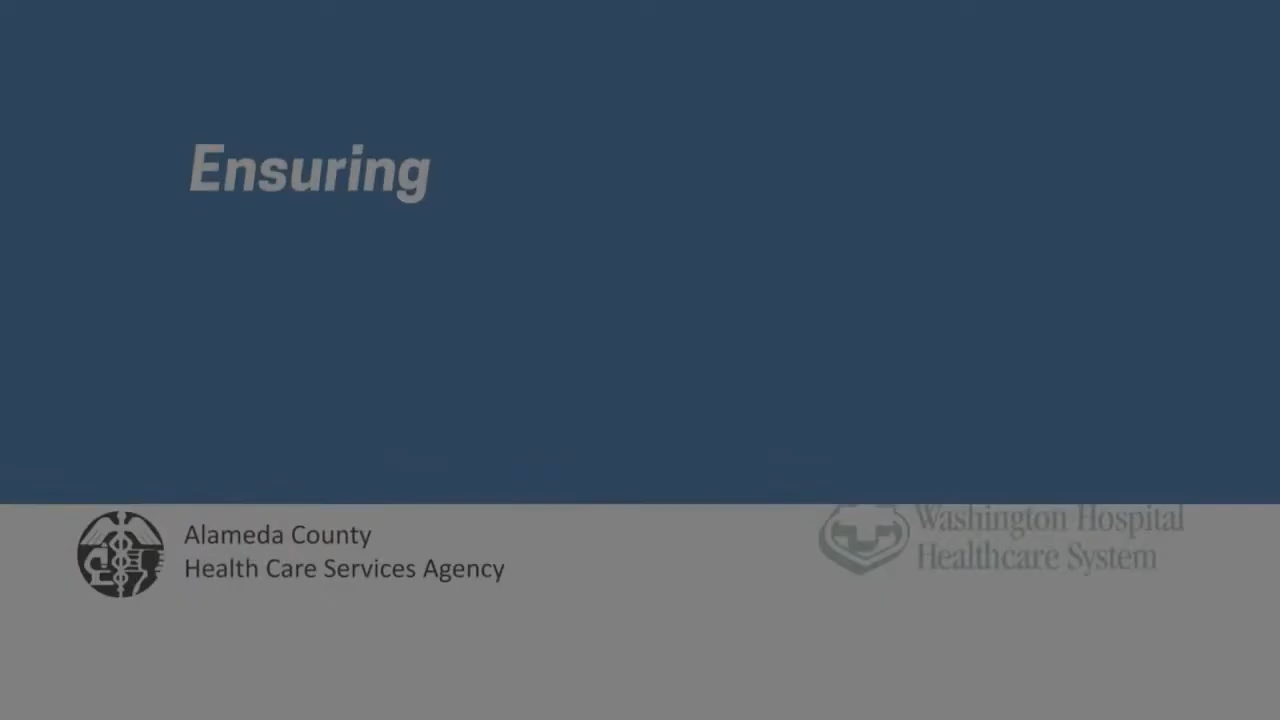 Ensuring
Alameda County
Health Care Services Agency
Washington Hospital
Healthcare System